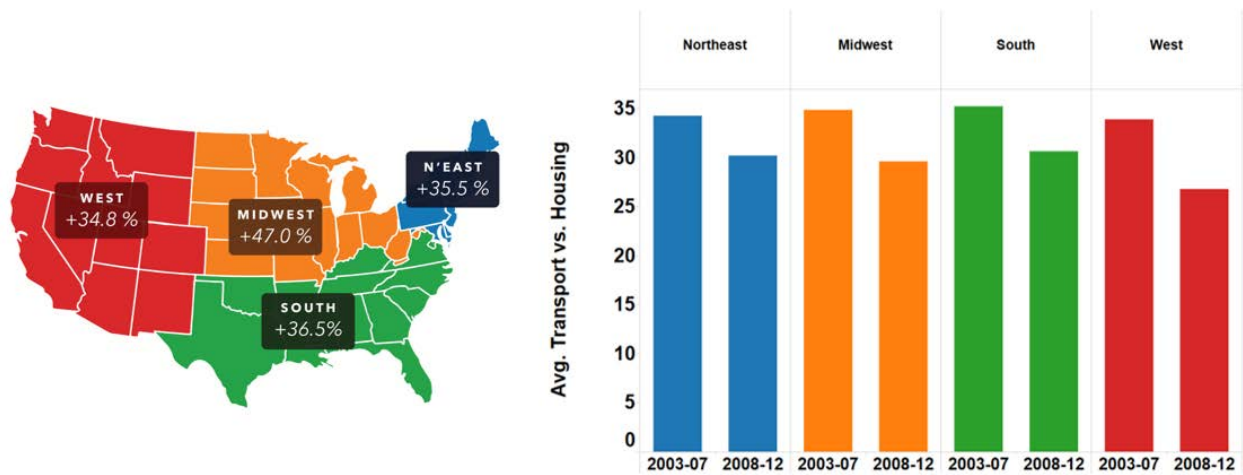 N'EAST
+35.5 %
WEST
+34.8 %
MIDWEST
+47.0 %
SOUTH
+36.5%
Northeast Midwest South West
Avg. Transport vs. Housing
35
30
25
20
15
10
5
0
2003-07 2008-12 2003-07 2008-12 2003-07 2008-12 2003-07 2008-12